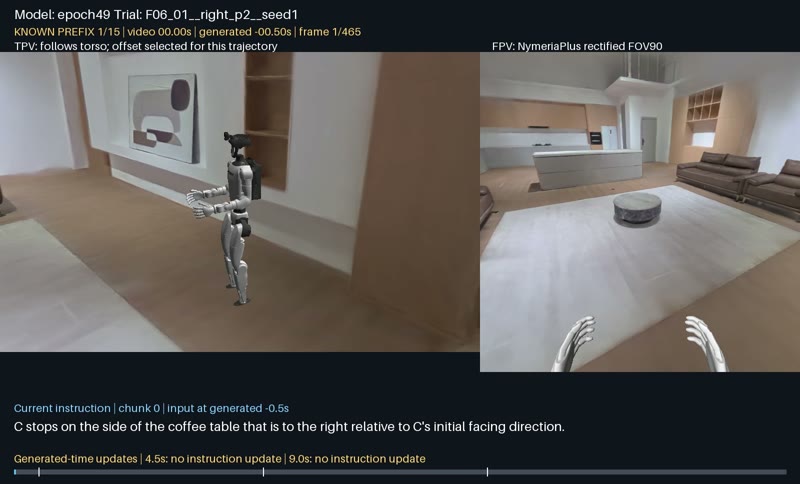 Model: epoch49 Trial: F06_01__right_p2__seed1
KNOWN PREFIX 1/15 | video 00.00s | generated -00.50s | frame 1/465
TPV: follows torso; offset selected for this trajectory
FPV: NymeriaPlus rectified FOV90
Current instruction | chunk 0 | input at generated -0.5s
C stops on the side of the coffee table that is to the right relative to C's initial facing direction.
Generated-time updates | 4.5s: no instruction update | 9.0s: no instruction update